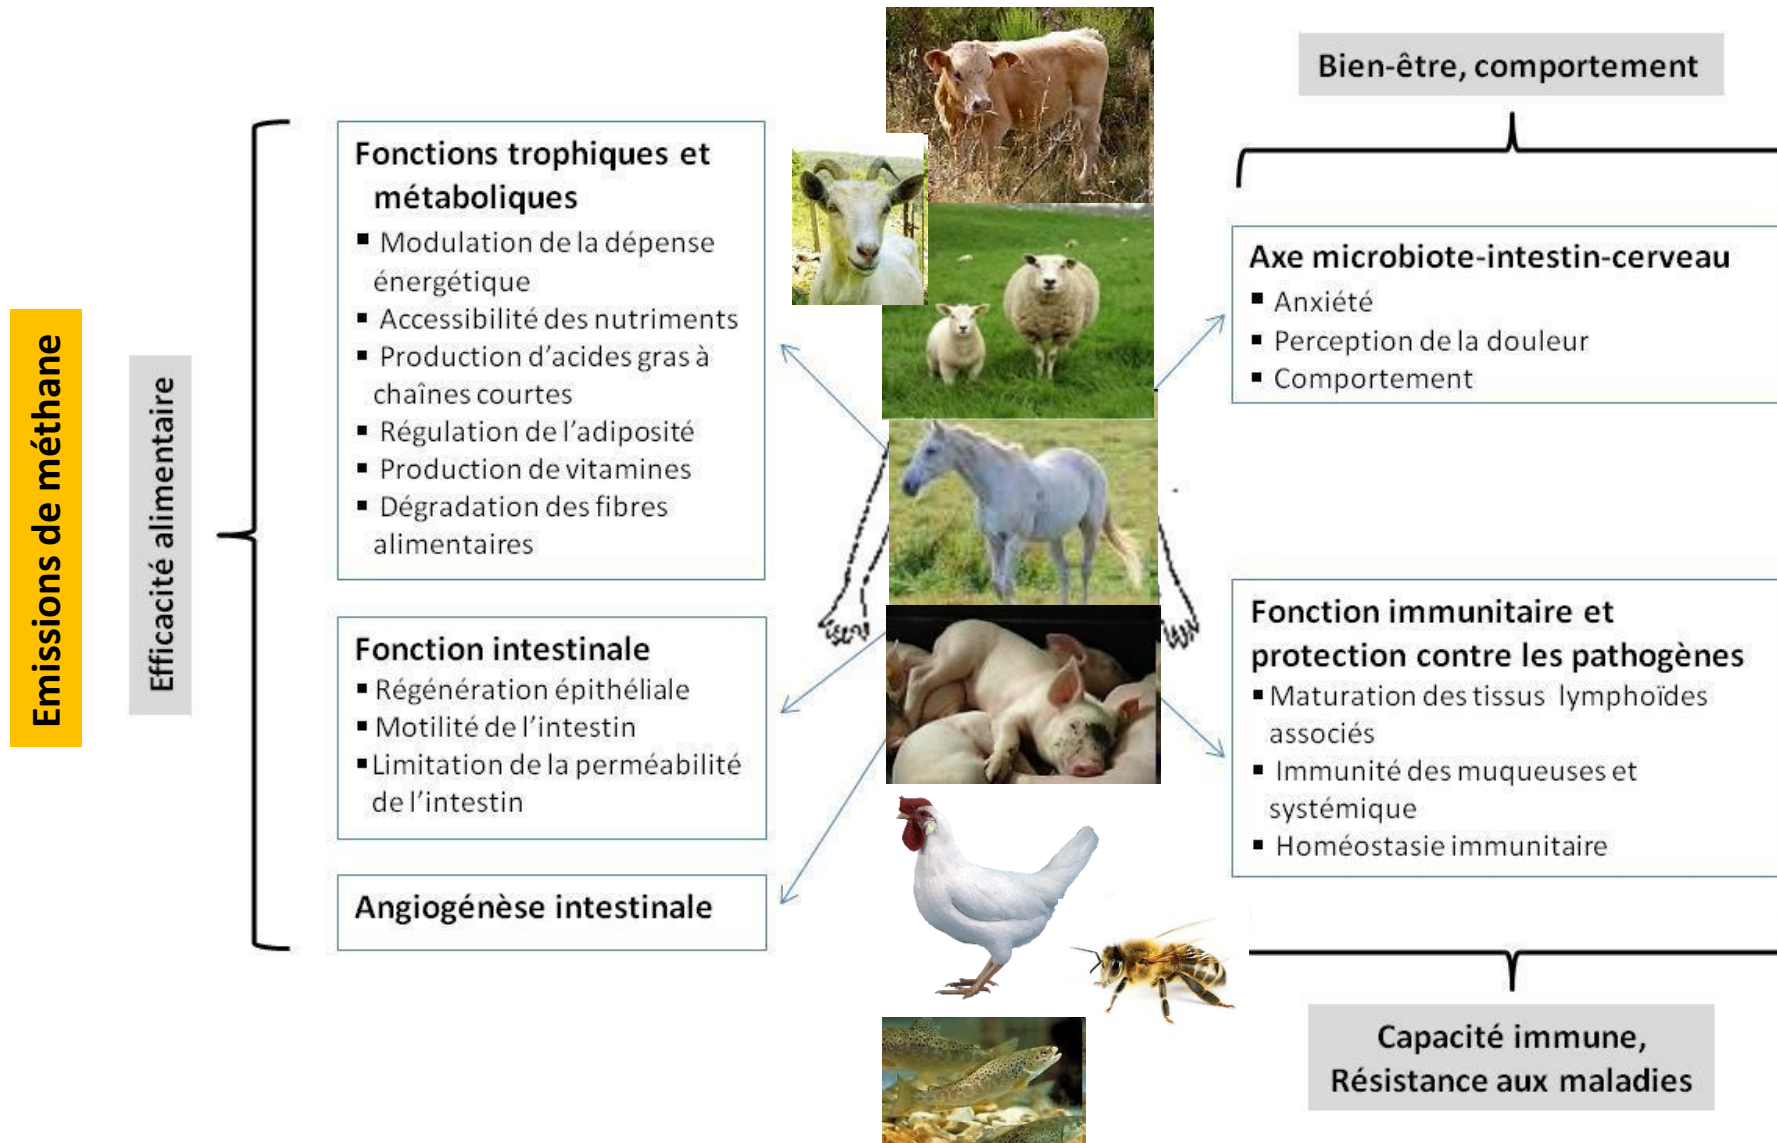 Emissions de méthane
Efficacité alimentaire
Fonctions trophiques et
métaboliques
▪ Modulation de la dépense
énergétique
▪ Accessibilité des nutriments
▪ Production d'acides gras à
chaînes courtes
▪ Régulation de l'adiposité
▪ Production de vitamines
▪ Dégradation des fibres
alimentaires
Fonction intestinale
▪ Régénération épithéliale
▪ Motilité de l'intestin
▪ Limitation de la perméabilité
de l'intestin
Angiogénèse intestinale
Bien-être, comportement
Axe microbiote-intestin-cerveau
▪ Anxiété
▪ Perception de la douleur
▪ Comportement
Fonction immunitaire et
protection contre les pathogènes
▪ Maturation des tissus lymphoïdes
associés
▪ Immunité des muqueuses et
systémique
▪ Homéostasie immunitaire
Capacité immune,
Résistance aux maladies